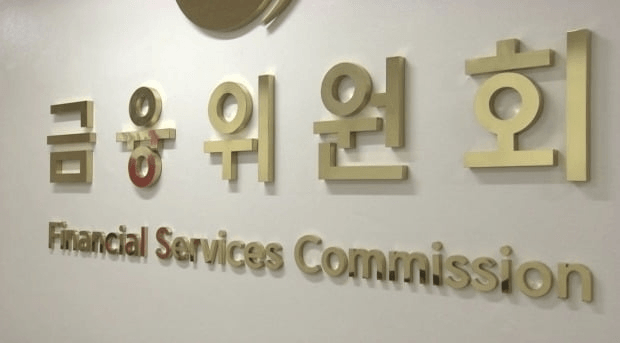 금융위원회
Financial Services Commission